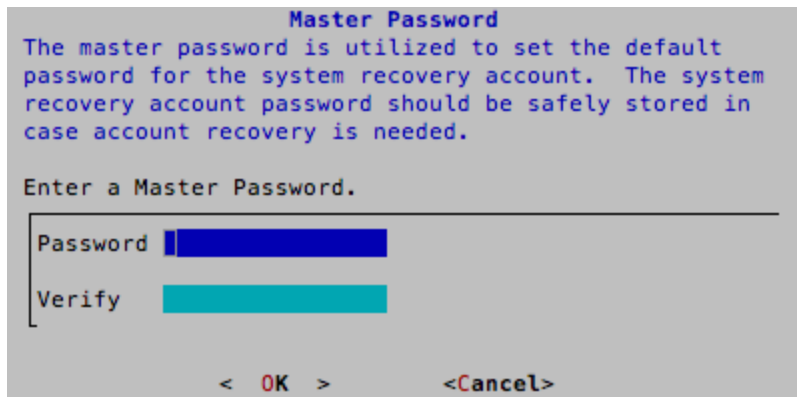 Master Password
The master password is utilized to set the default
password for the system recovery account.  The system
recovery account password should be safely stored in
case account recovery is needed.
Enter a Master Password.
Password
Verify
<  OK  > <Cancel>